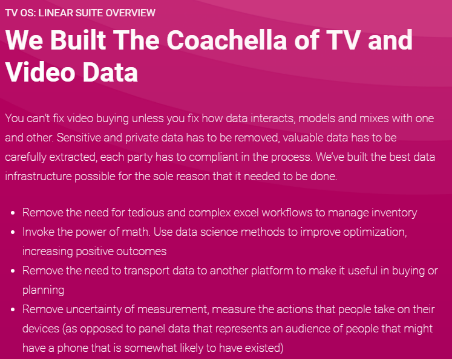 TV OS: LINEAR SUITE OVERVIEW
We Built The Coachella of TV and
Video Data
You can't fix video buying unless you fix how data interacts, models and mixes with one
and other. Sensitive and private data has to be removed, valuable data has to be
carefully extracted, each party has to compliant in the process. We've built the best data
infrastructure possible for the sole reason that it needed to be done.
• Remove the need for tedious and complex excel workflows to manage inventory
• Invoke the power of math. Use data science methods to improve optimization,
increasing positive outcomes
• Remove the need to transport data to another platform to make it useful in buying or
planning
• Remove uncertainty of measurement, measure the actions that people take on their
devices (as opposed to panel data that represents an audience of people that might
have a phone that is somewhat likely to have existed)